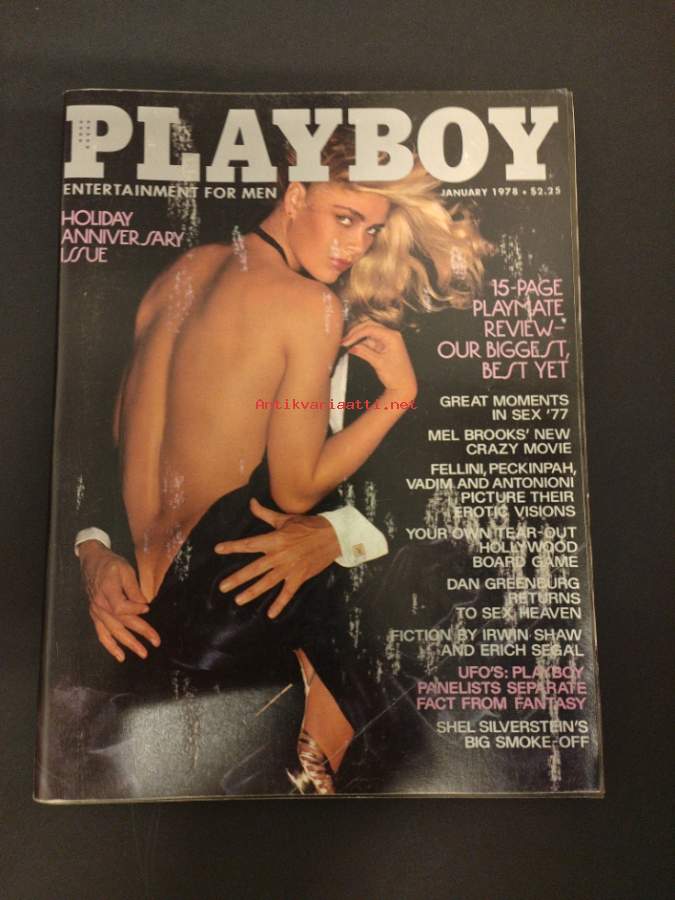 PLAYBOY
ENTERTAINMENT FOR MEN
JANUARY 1978 • $2.25
HOLIDAY
ANNIVERSARY
ISSUE
15-PAGE
PLAYMATE
REVIEW—
OUR BIGGEST,
BEST YET
Antikvariaatti.net
GREAT MOMENTS
IN SEX '77
MEL BROOKS' NEW
CRAZY MOVIE
FELLINI, PECKINPAH,
VADIM AND ANTONIONI
PICTURE THEIR
EROTIC VISIONS
YOUR OWN TEAR-OUT
HOLLYWOOD
BOARD GAME
DAN GREENBURG
RETURNS
TO SEX HEAVEN
FICTION BY IRWIN SHAW
AND ERICH SEGAL
UFO'S: PLAYBOY
PANELISTS SEPARATE
FACT FROM FANTASY
SHEL SILVERSTEIN'S
BIG SMOKE-OFF